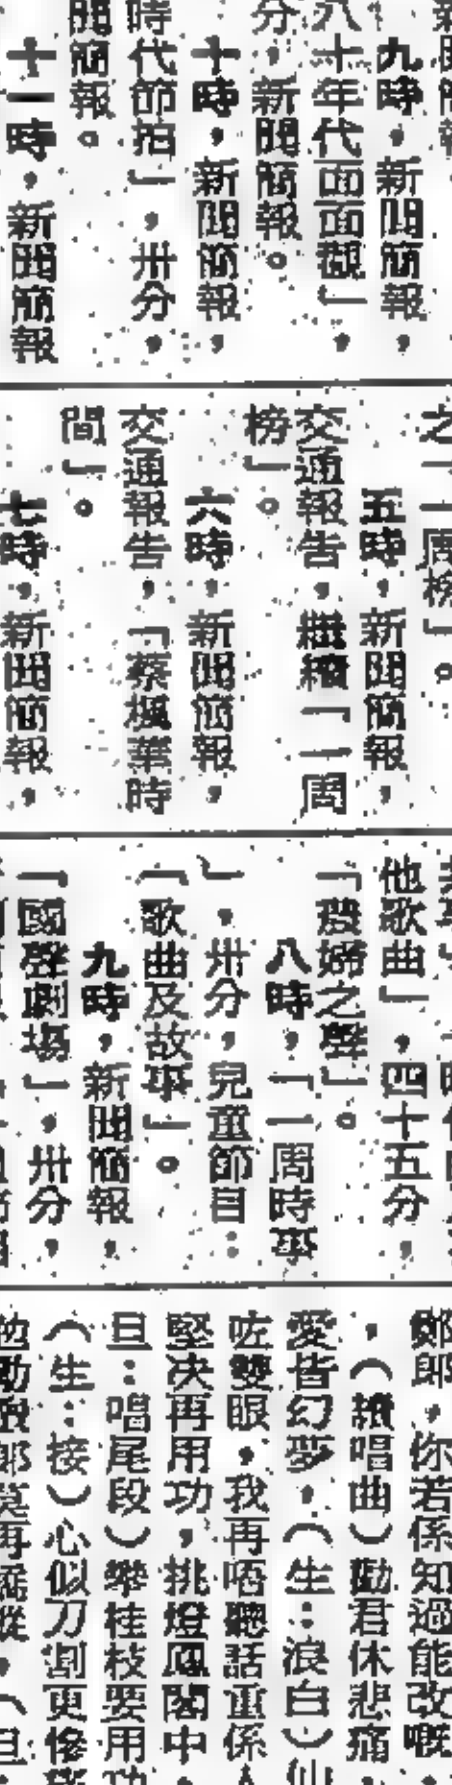 九時，新聞簡報，
八十年代面面觀」，
分，新聞簡報。
十時，新聞簡報，
時代節拍」，卅分，
聞簡報。
十一時，新聞簡報
之「一周榜」。
五時，新聞簡報，
交通報告，繼續「一周
榜」。
六時，新聞簡報，
交通報告，「蔡楓華時
間」。
七時，新聞簡報，
他歌曲」，四十五分，
「農婦之聲」。
八時，「一周時事
」，卅分，兒童節目：
「歌曲及故事」。
九時，新聞簡報，
「國聲劇場」，卅分，
鄭郎，你若係知過能改嘅
，（續唱曲）勸君休悲痛
愛皆幻夢，（生：浪白）仙
咗雙眼，我再唔聽話重係
堅決再用功，挑燈風閣中，
旦：唱尾段）攀桂枝要用功
（生：接）心似刀割更慘